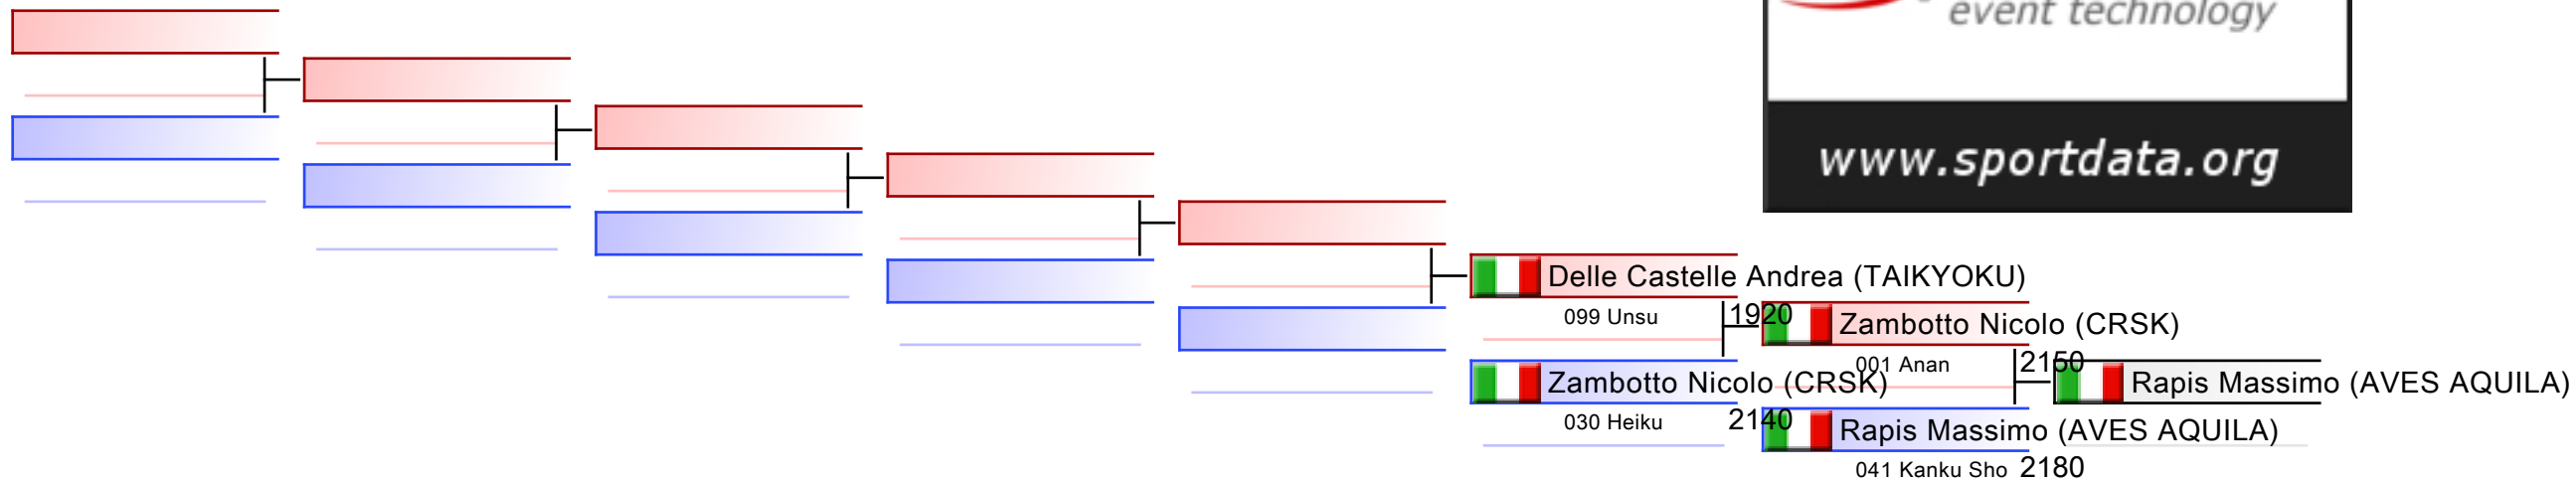 event technology
www.sportdata.org
Delle Castelle Andrea (TAIKYOKU)
099 Unsu 1920
Zambotto Nicolo (CRSK)
001 Anan 2150
Zambotto Nicolo (CRSK)
Rapis Massimo (AVES AQUILA)
030 Heiku 2140
Rapis Massimo (AVES AQUILA)
041 Kanku Sho 2180